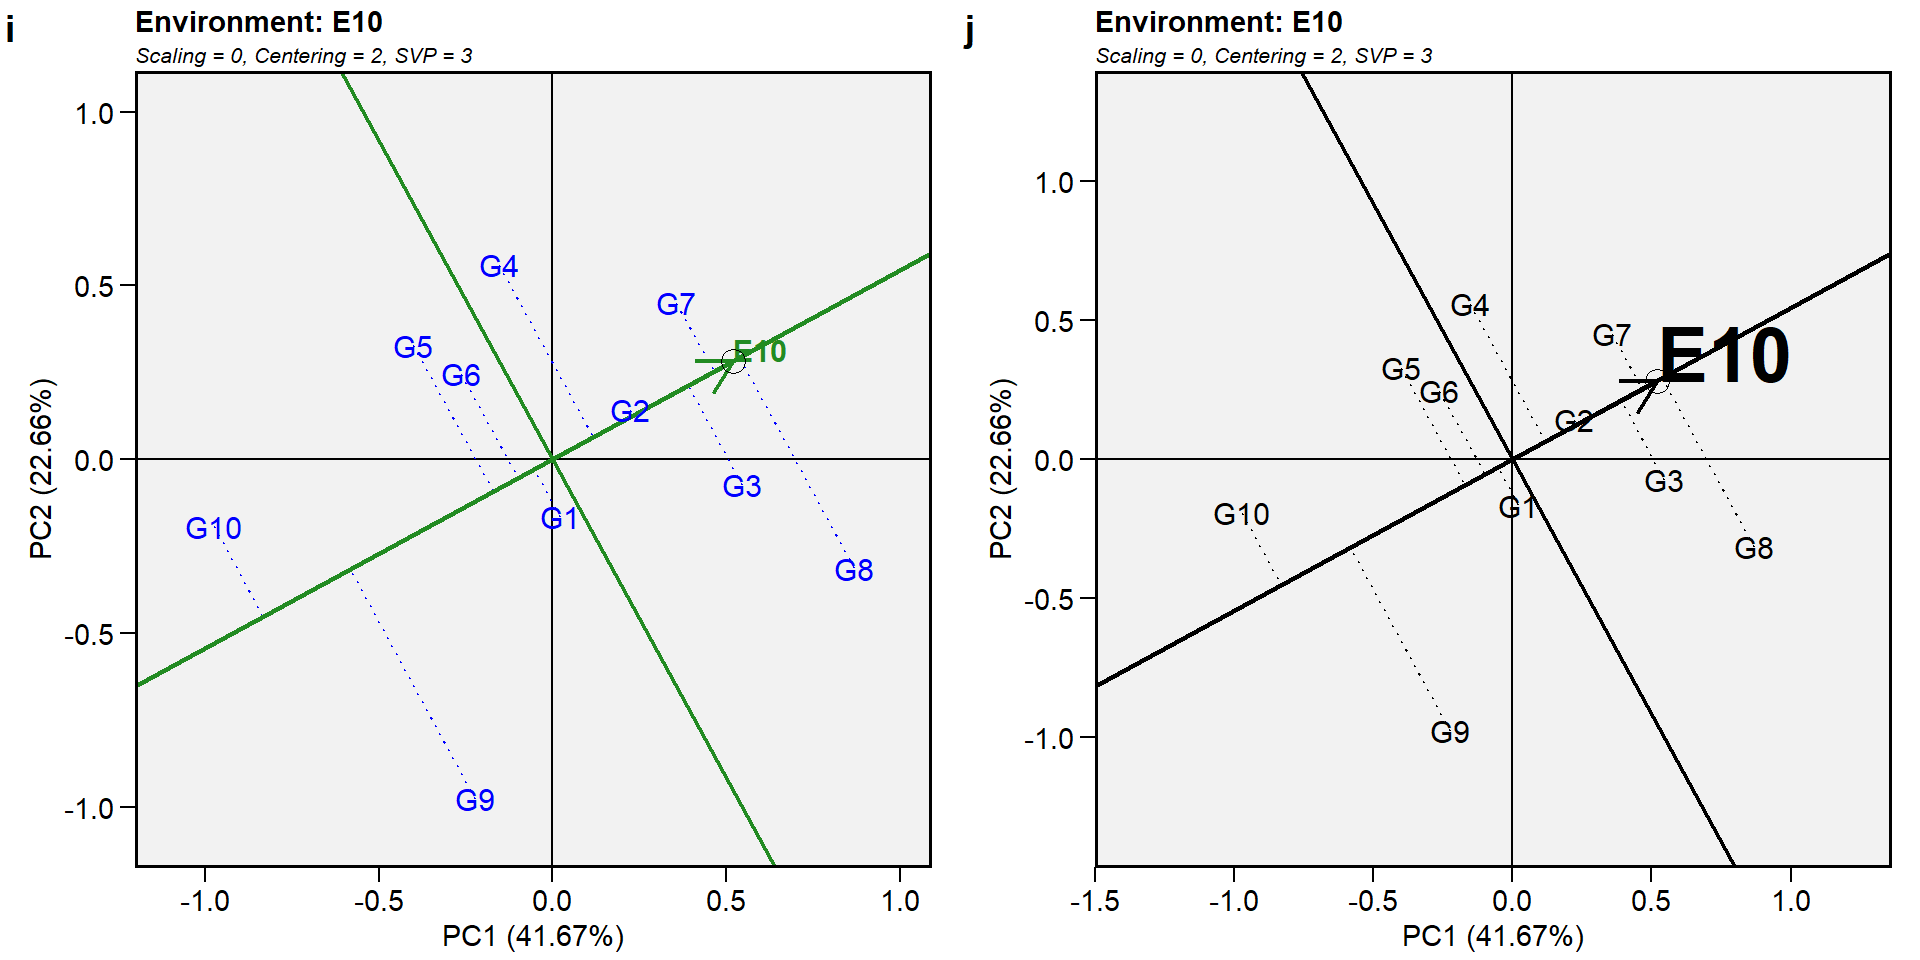 i
Environment: E10
Scaling = 0, Centering = 2, SVP = 3
1.0
0.5
0.0
-0.5
-1.0
PC2 (22.66%)
G4
G7
G5
E10
G6
G2
G3
G1
G10
G8
G9
-1.0 -0.5 0.0 0.5 1.0
PC1 (41.67%)
j
Environment: E10
Scaling = 0, Centering = 2, SVP = 3
1.0
0.5
0.0
-0.5
-1.0
PC2 (22.66%)
G4
G7
E10
G5
G6
G2
G3
G1
G10
G8
G9
-1.5 -1.0 -0.5 0.0 0.5 1.0
PC1 (41.67%)